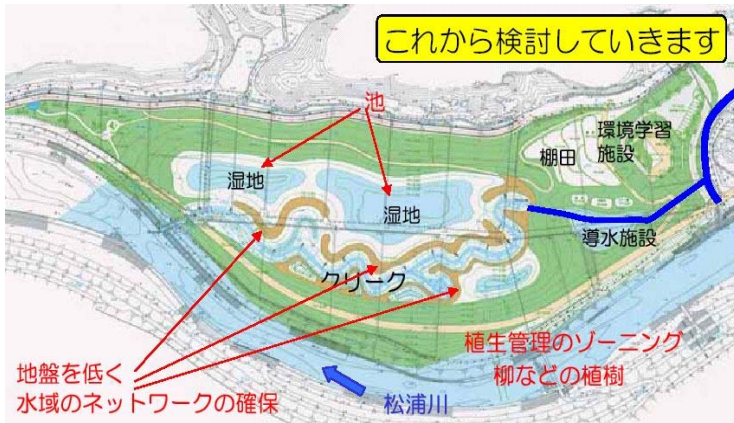 これから検討していきます
池
環境学習
施設
棚田
湿地
湿地
導水施設
クリーク
植生管理のゾーニング
柳などの植樹
地盤を低く
水域のネットワークの確保
松浦川